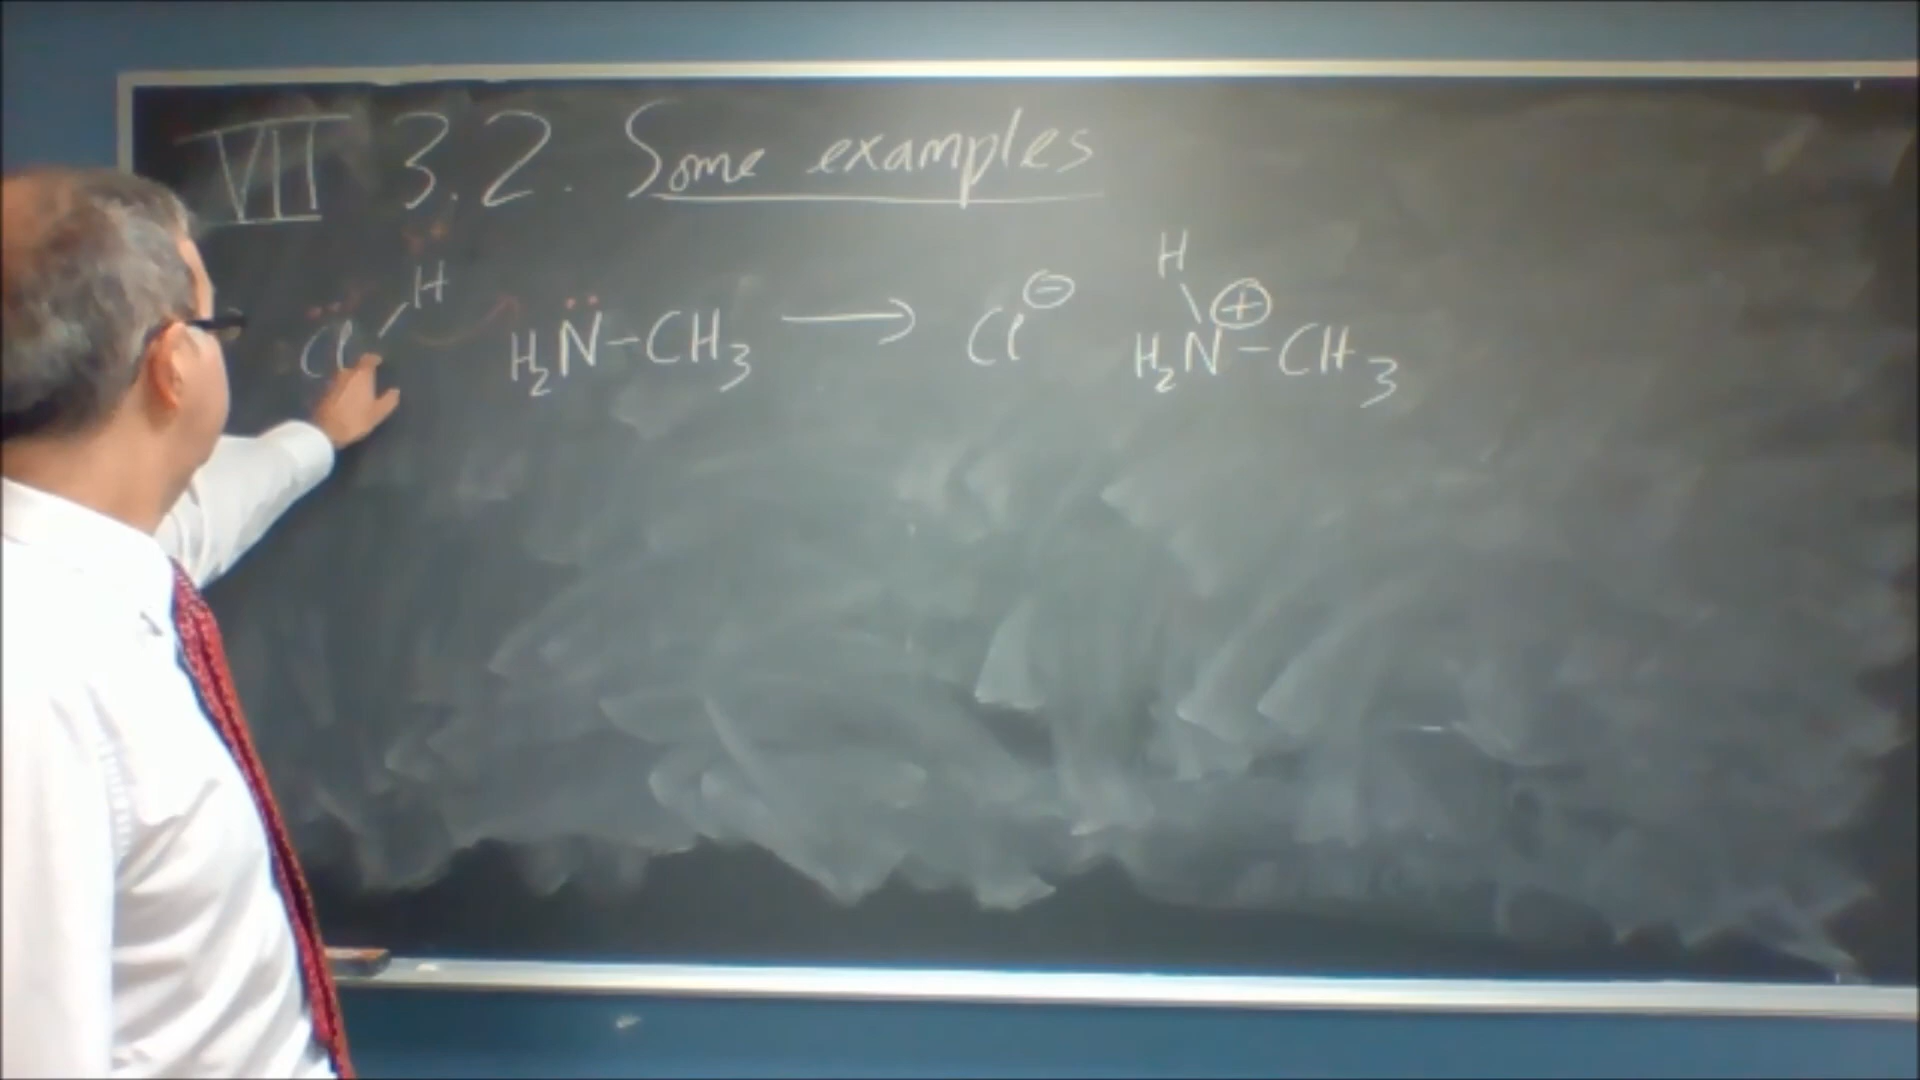 VII 3.2. Some examples
Cl H H₂N-CH₃ → Cl ⊖ H H₂N ⊕ -CH₃